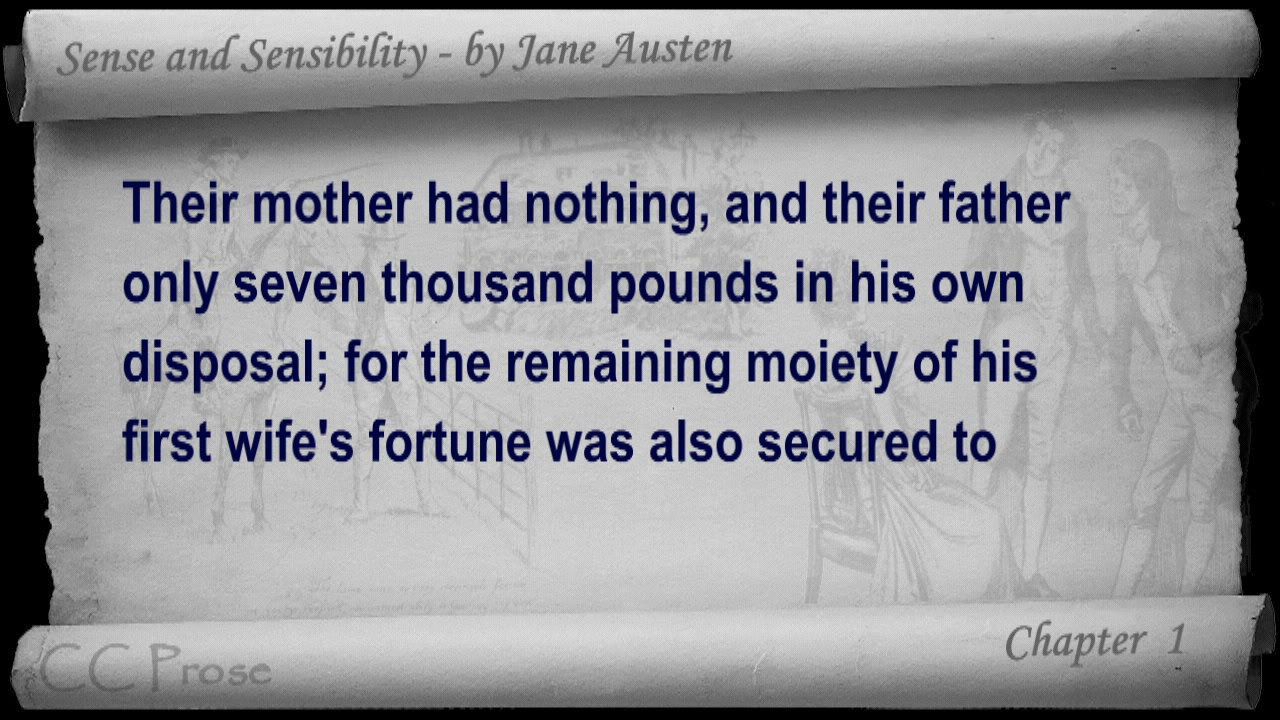 Sense and Sensibility - by Jane Austen
Their mother had nothing, and their father
only seven thousand pounds in his own
disposal; for the remaining moiety of his
first wife's fortune was also secured to
Chapter 1
CC Prose